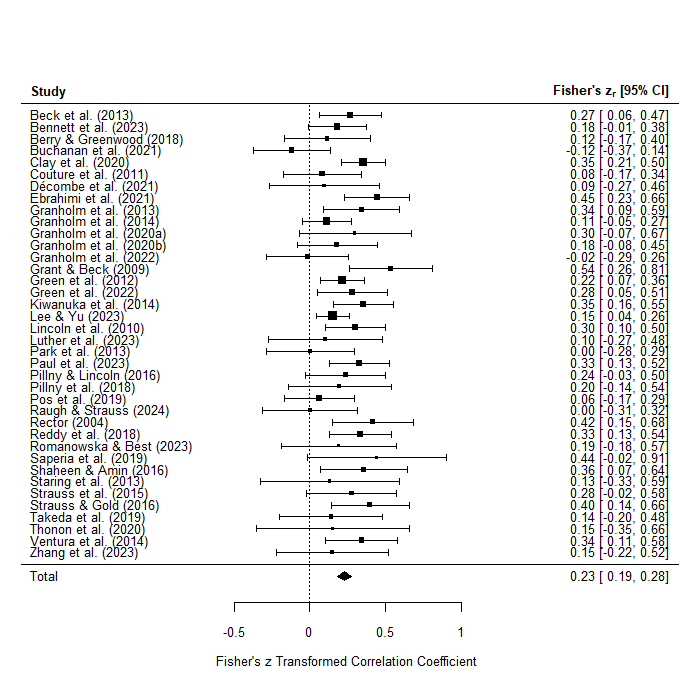 Study Fisher's zr [95% CI]
Beck et al. (2013) 0.27 [ 0.06, 0.47]
Bennett et al. (2023) 0.18 [-0.01, 0.38]
Berry & Greenwood (2018) 0.12 [-0.17, 0.40]
Buchanan et al. (2021) -0.12 [-0.37, 0.14]
Clay et al. (2020) 0.35 [ 0.21, 0.50]
Couture et al. (2011) 0.08 [-0.17, 0.34]
Décombe et al. (2021) 0.09 [-0.27, 0.46]
Ebrahimi et al. (2021) 0.45 [ 0.23, 0.66]
Granholm et al. (2013) 0.34 [ 0.09, 0.59]
Granholm et al. (2014) 0.11 [-0.05, 0.27]
Granholm et al. (2020a) 0.30 [-0.07, 0.67]
Granholm et al. (2020b) 0.18 [-0.08, 0.45]
Granholm et al. (2022) -0.02 [-0.29, 0.26]
Grant & Beck (2009) 0.54 [ 0.26, 0.81]
Green et al. (2012) 0.22 [ 0.07, 0.36]
Green et al. (2022) 0.28 [ 0.05, 0.51]
Kiwanuka et al. (2014) 0.35 [ 0.16, 0.55]
Lee & Yu (2023) 0.15 [ 0.04, 0.26]
Lincoln et al. (2010) 0.30 [ 0.10, 0.50]
Luther et al. (2023) 0.10 [-0.27, 0.48]
Park et al. (2013) 0.00 [-0.28, 0.29]
Paul et al. (2023) 0.33 [ 0.13, 0.52]
Pillny & Lincoln (2016) 0.24 [-0.03, 0.50]
Pillny et al. (2018) 0.20 [-0.14, 0.54]
Pos et al. (2019) 0.06 [-0.17, 0.29]
Raugh & Strauss (2024) 0.00 [-0.31, 0.32]
Rector (2004) 0.42 [ 0.15, 0.68]
Reddy et al. (2018) 0.33 [ 0.13, 0.54]
Romanowska & Best (2023) 0.19 [-0.18, 0.57]
Saperia et al. (2019) 0.44 [-0.02, 0.91]
Shaheen & Amin (2016) 0.36 [ 0.07, 0.64]
Staring et al. (2013) 0.13 [-0.33, 0.59]
Strauss et al. (2015) 0.28 [-0.02, 0.58]
Strauss & Gold (2016) 0.40 [ 0.14, 0.66]
Takeda et al. (2019) 0.14 [-0.20, 0.48]
Thonon et al. (2020) 0.15 [-0.35, 0.66]
Ventura et al. (2014) 0.34 [ 0.11, 0.58]
Zhang et al. (2023) 0.15 [-0.22, 0.52]
Total 0.23 [ 0.19, 0.28]
-0.5 0 0.5 1
Fisher's z Transformed Correlation Coefficient